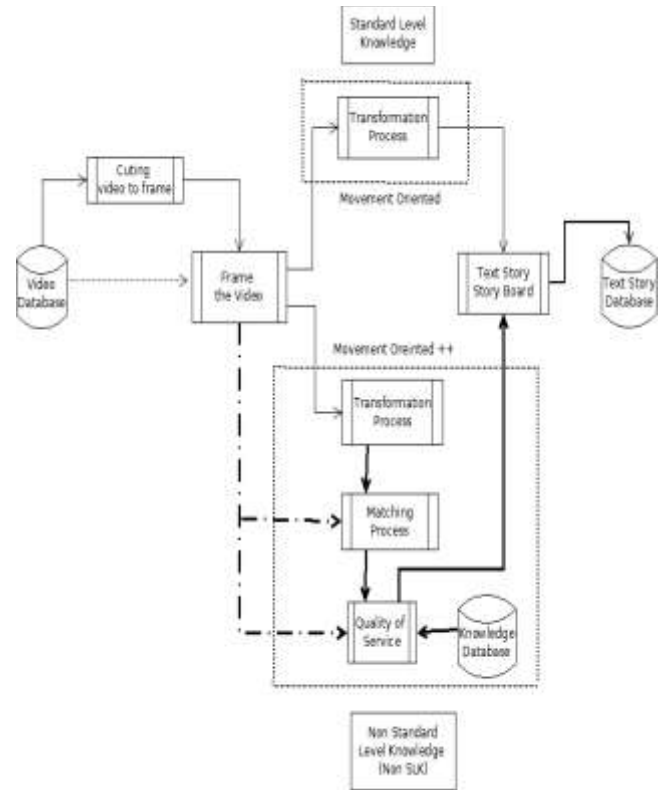 Standard Level
Knowledge
Transformation
Process
Movement Oriented
Cuting
video to frame
Video
Database
Frame
the Video
Text Story
Story Board
Text Story
Database
Movement Oreinted ++
Transformation
Process
Matching
Process
Quality of
Service
Knowledge
Database
Non Standard
Level Knowledge
(Non SLK)